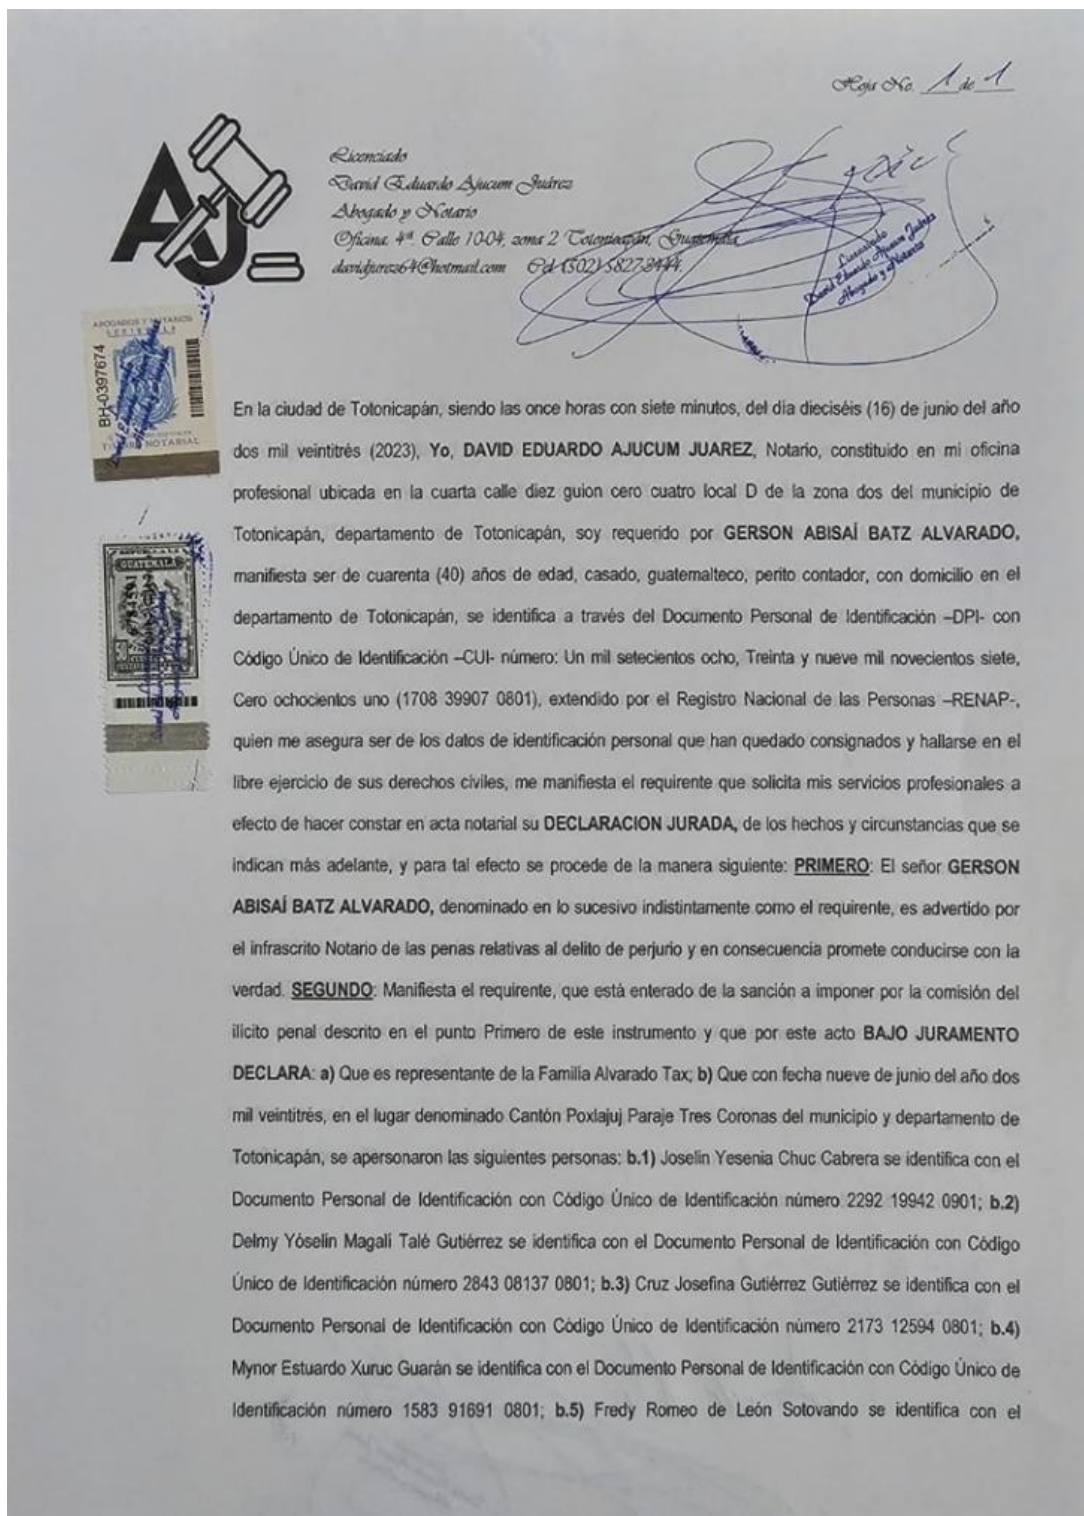 Hoja No. 1 de 1
AJ
Licenciado
David Eduardo Ajucum Juárez
Abogado y Notario
Oficina. 4ta. Calle 10-04, zona 2 Totonicapán, Guatemala
davidjurez64@hotmail.com Cel. (502) 5827-3444.
Licenciado
David Eduardo Ajucum Juárez
Abogado y Notario
ABOGADOS Y NOTARIOS
BH-0397674
NOTARIAL
GUATEMALA
En la ciudad de Totonicapán, siendo las once horas con siete minutos, del día dieciséis (16) de junio del año
dos mil veintitrés (2023), Yo, DAVID EDUARDO AJUCUM JUAREZ, Notario, constituido en mi oficina
profesional ubicada en la cuarta calle diez guion cero cuatro local D de la zona dos del municipio de
Totonicapán, departamento de Totonicapán, soy requerido por GERSON ABISAÍ BATZ ALVARADO,
manifiesta ser de cuarenta (40) años de edad, casado, guatemalteco, perito contador, con domicilio en el
departamento de Totonicapán, se identifica a través del Documento Personal de Identificación –DPI- con
Código Único de Identificación –CUI- número: Un mil setecientos ocho, Treinta y nueve mil novecientos siete,
Cero ochocientos uno (1708 39907 0801), extendido por el Registro Nacional de las Personas –RENAP-,
quien me asegura ser de los datos de identificación personal que han quedado consignados y hallarse en el
libre ejercicio de sus derechos civiles, me manifiesta el requirente que solicita mis servicios profesionales a
efecto de hacer constar en acta notarial su DECLARACION JURADA, de los hechos y circunstancias que se
indican más adelante, y para tal efecto se procede de la manera siguiente: PRIMERO: El señor GERSON
ABISAÍ BATZ ALVARADO, denominado en lo sucesivo indistintamente como el requirente, es advertido por
el infrascrito Notario de las penas relativas al delito de perjurio y en consecuencia promete conducirse con la
verdad. SEGUNDO: Manifiesta el requirente, que está enterado de la sanción a imponer por la comisión del
ilícito penal descrito en el punto Primero de este instrumento y que por este acto BAJO JURAMENTO
DECLARA: a) Que es representante de la Familia Alvarado Tax; b) Que con fecha nueve de junio del año dos
mil veintitrés, en el lugar denominado Cantón Poxlajuj Paraje Tres Coronas del municipio y departamento de
Totonicapán, se apersonaron las siguientes personas: b.1) Joselin Yesenia Chuc Cabrera se identifica con el
Documento Personal de Identificación con Código Único de Identificación número 2292 19942 0901; b.2)
Delmy Yóselin Magalí Talé Gutiérrez se identifica con el Documento Personal de Identificación con Código
Único de Identificación número 2843 08137 0801; b.3) Cruz Josefina Gutiérrez Gutiérrez se identifica con el
Documento Personal de Identificación con Código Único de Identificación número 2173 12594 0801; b.4)
Mynor Estuardo Xuruc Guarán se identifica con el Documento Personal de Identificación con Código Único de
Identificación número 1583 91691 0801; b.5) Fredy Romeo de León Sotovando se identifica con el